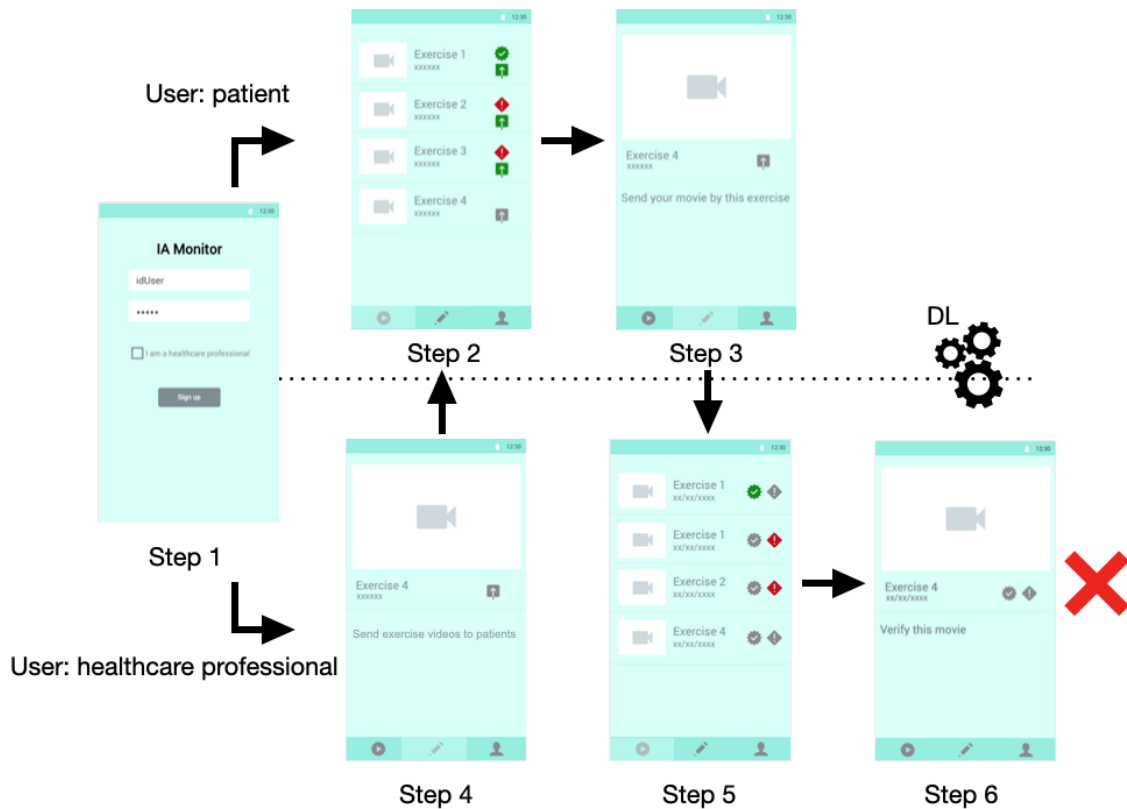 12:30
Exercise 1
xxxxxx
Exercise 2
xxxxxx
Exercise 3
xxxxxx
Exercise 4
xxxxxx
Step 2
12:30
Exercise 4
xxxxxx
Send your movie by this exercise
Step 3
User: patient
12:30
IA Monitor
idUser
•••••
I am a healthcare professional
Sign up
Step 1
DL
User: healthcare professional
12:30
Exercise 4
xxxxxx
Send exercise videos to patients
Step 4
12:30
Exercise 1
xx/xx/xxxx
Exercise 1
xx/xx/xxxx
Exercise 2
xx/xx/xxxx
Exercise 4
xx/xx/xxxx
Step 5
12:30
Exercise 4
xx/xx/xxxx
Verify this movie
Step 6